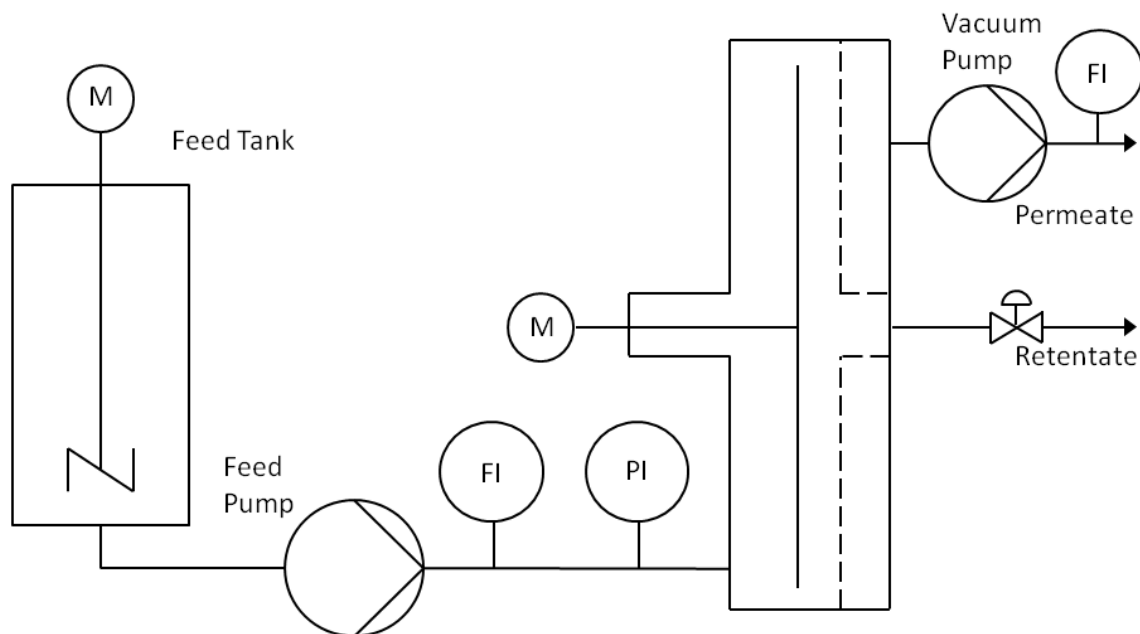 Vacuum
Pump
FI
M
Feed Tank
Permeate
M
Retentate
Feed
Pump
FI
PI